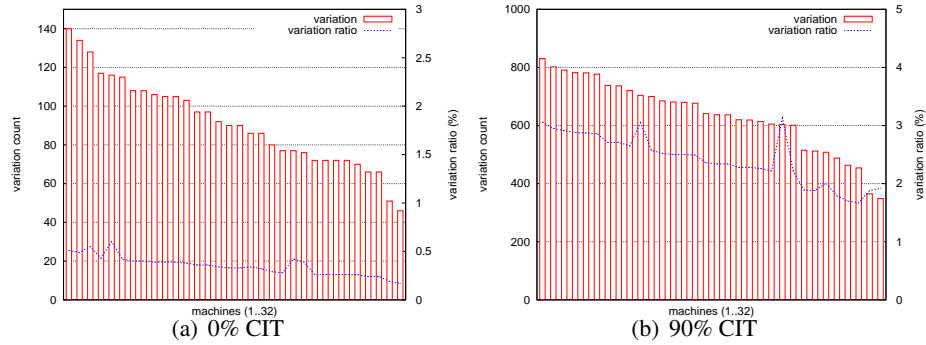 variation
variation ratio
variation count
140
120
100
80
60
40
20
0
3
2.5
2
1.5
1
0.5
0
variation ratio (%)
machines (1..32)
(a) 0% CIT
variation
variation ratio
variation count
1000
800
600
400
200
0
5
4
3
2
1
0
variation ratio (%)
machines (1..32)
(b) 90% CIT